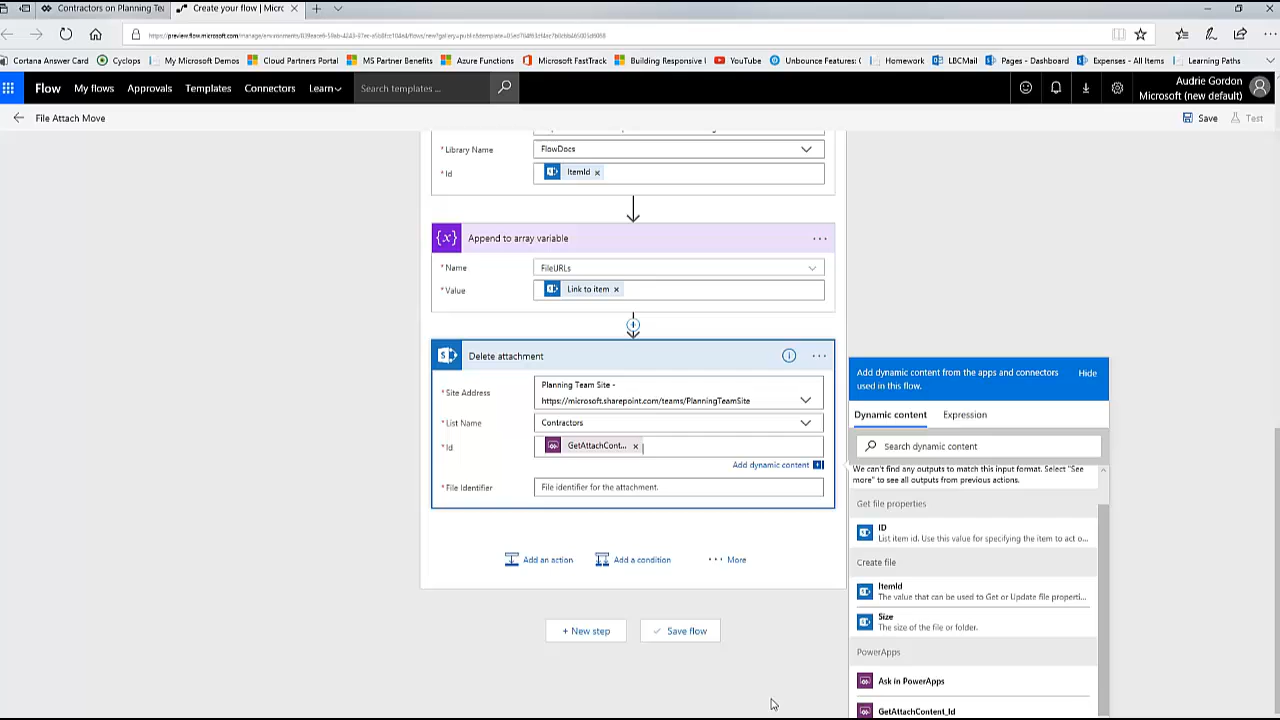 Contractors on Planning Te
Create your flow | Micr
Cortana Answer Card
Cyclops
My Microsoft Demos
Cloud Partners Portal
MS Partner Benefits
Azure Functions
Microsoft FastTrack
Building Responsive
YouTube
Unbounce Features: (
Homework
LBCMail
Pages - Dashboard
Expenses - All Items
Learning Paths
Flow
My flows
Approvals
Templates
Connectors
Learn
Search templates ...
Audrie Gordon
Microsoft (new default)
File Attach Move
Save
Test
* Library Name
FlowDocs
* Id
ItemId ×
{x} Append to array variable ...
* Name
FileURLs
* Value
Link to item ×
Delete attachment ...
* Site Address
Planning Team Site -
https://microsoft.sharepoint.com/teams/PlanningTeamSite
* List Name
Contractors
* Id
GetAttachCont... ×
Add dynamic content
* File Identifier
File identifier for the attachment.
Add an action
Add a condition
... More
+ New step
Save flow
Add dynamic content from the apps and connectors
used in this flow.
Hide
Dynamic content
Expression
Search dynamic content
We can't find any outputs to match this input format. Select "See
more" to see all outputs from previous actions.
Get file properties
ID
List item id. Use this value for specifying the item to act o...
Create file
ItemId
The value that can be used to Get or Update file properti...
Size
The size of the file or folder.
PowerApps
Ask in PowerApps
GetAttachContent_Id